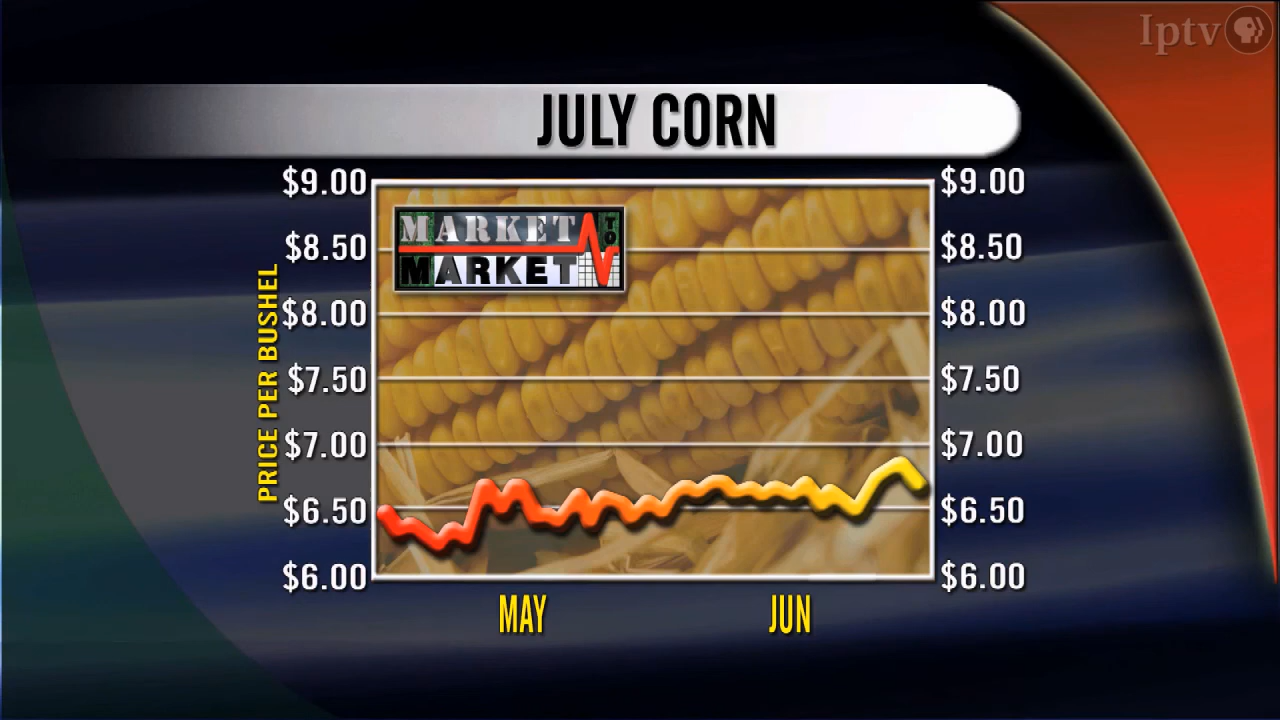 Iptv
JULY CORN
MARKET TO
MARKET
PRICE PER BUSHEL
$9.00 $9.00
$8.50 $8.50
$8.00 $8.00
$7.50 $7.50
$7.00 $7.00
$6.50 $6.50
$6.00 $6.00
MAY JUN